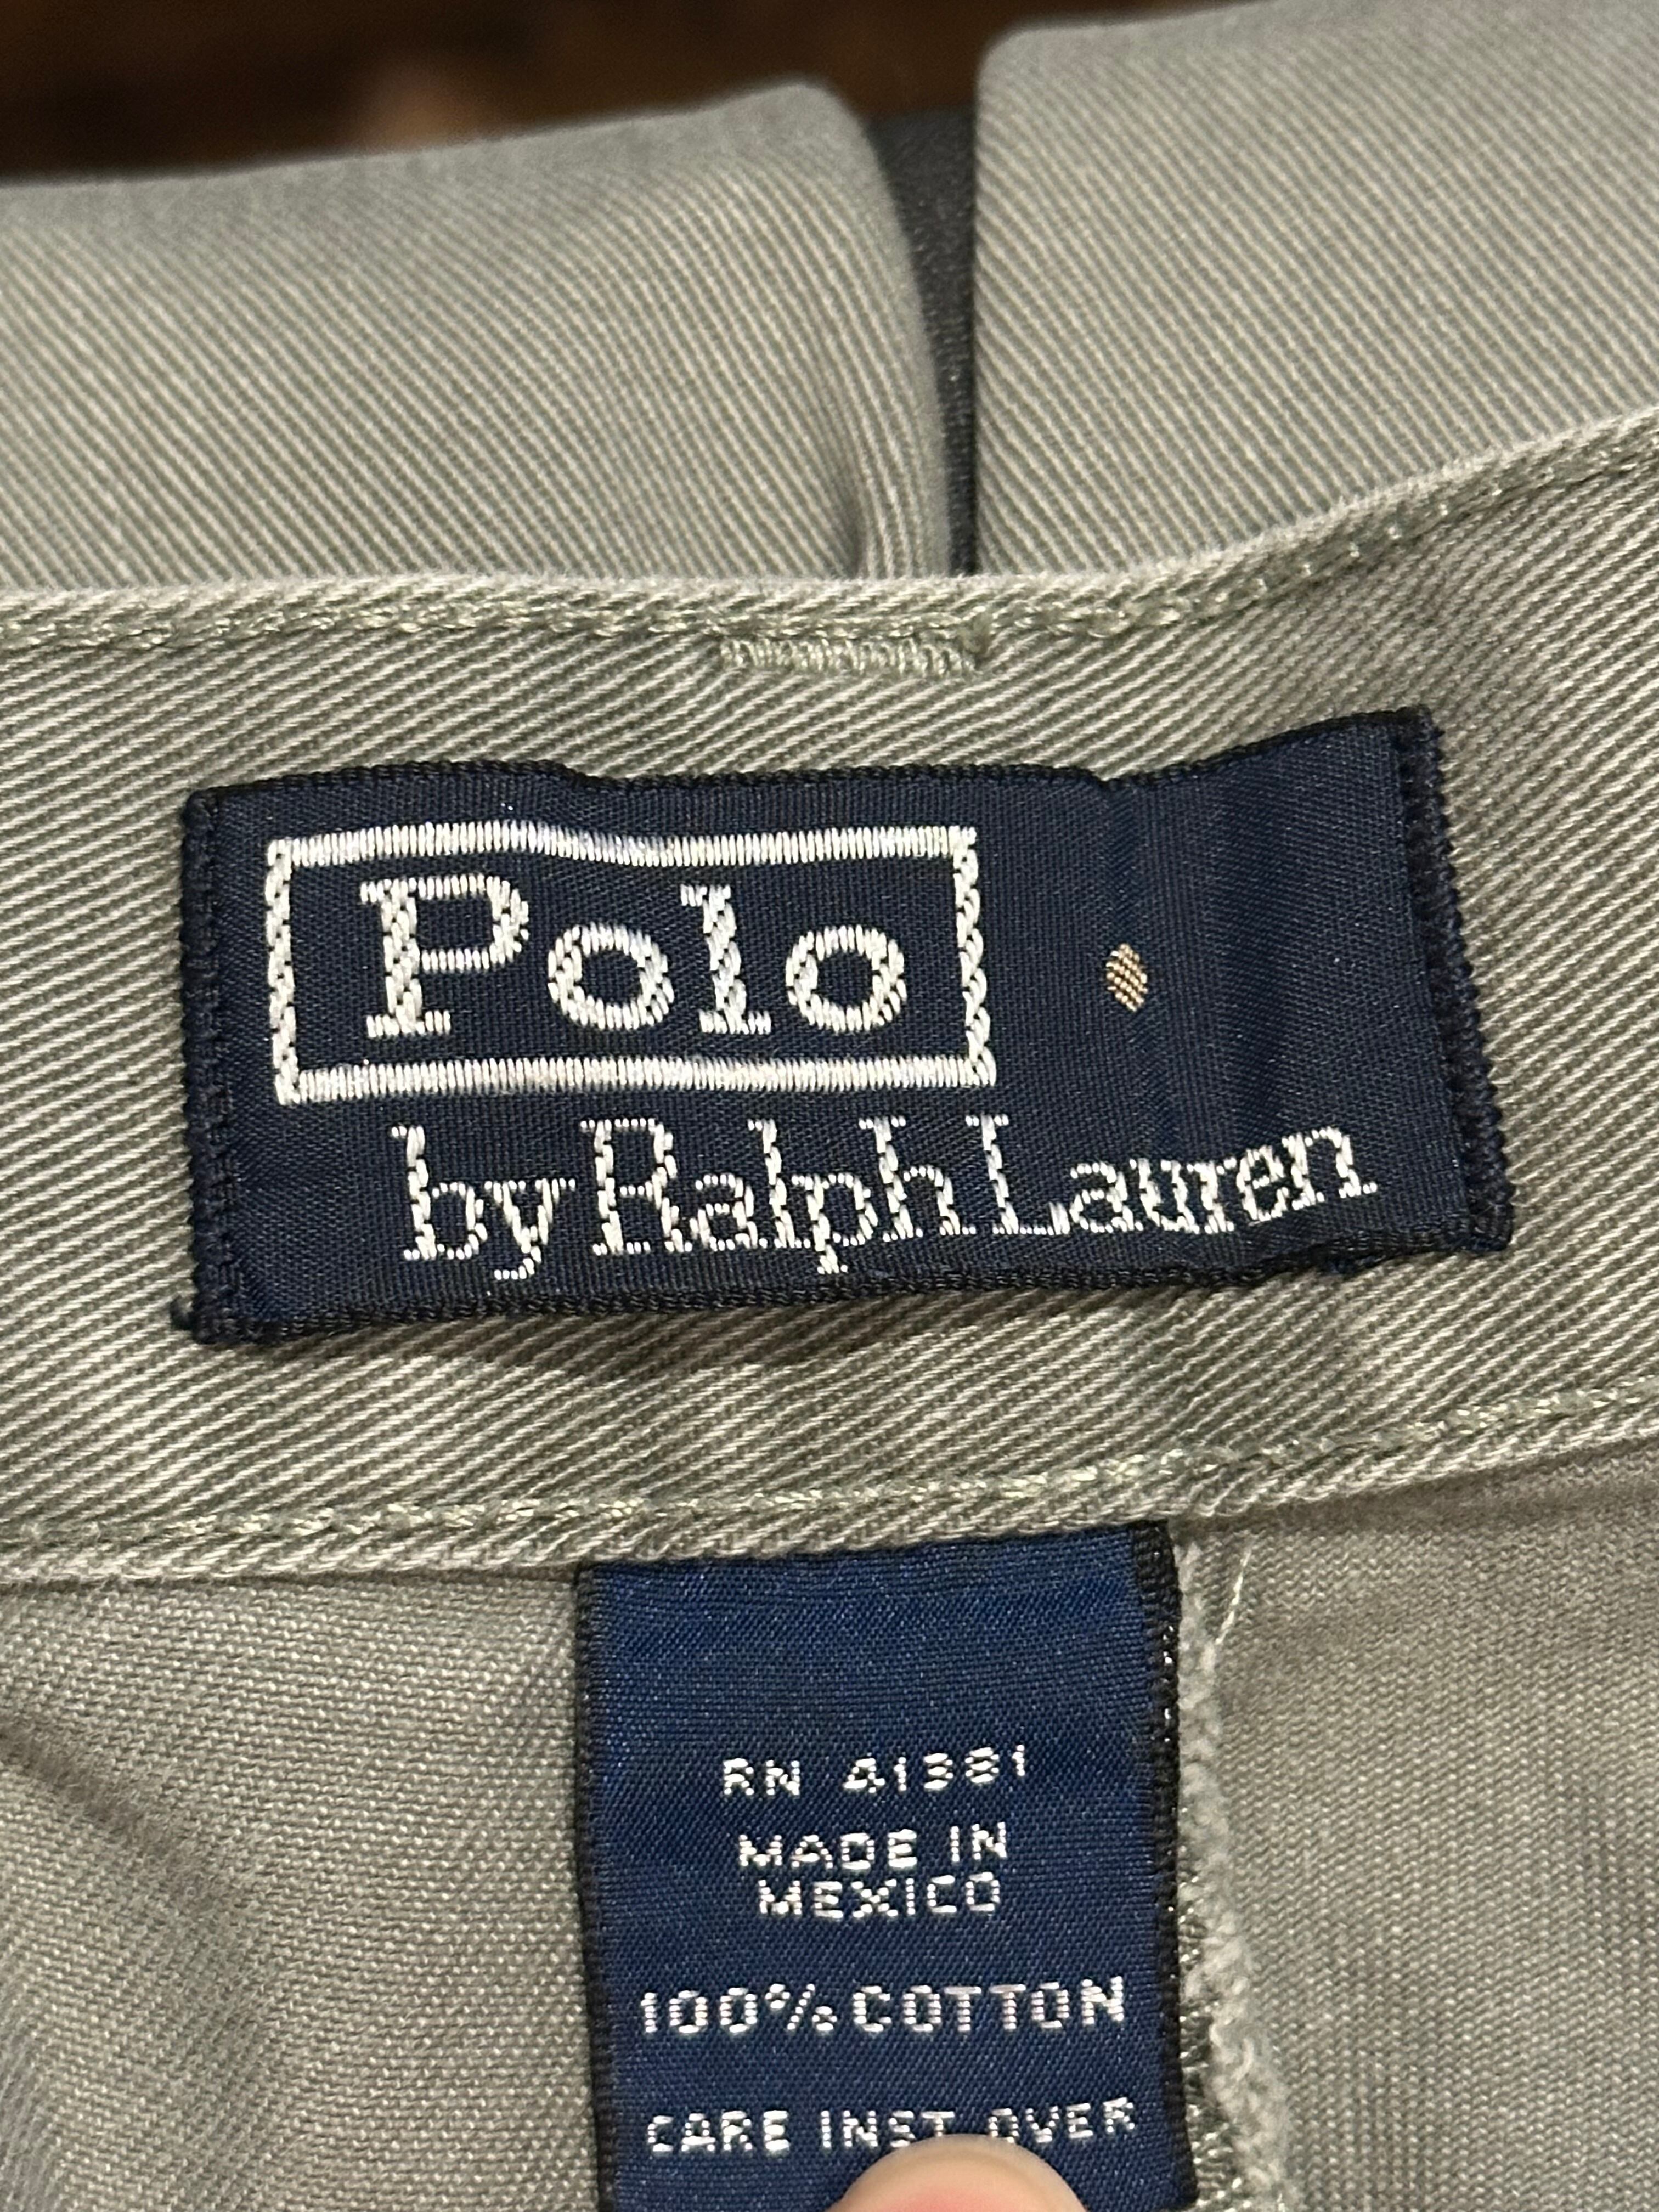 Polo
by Ralph Lauren
RN 41381
MADE IN
MEXICO
100% COTTON
CARE INST OVER